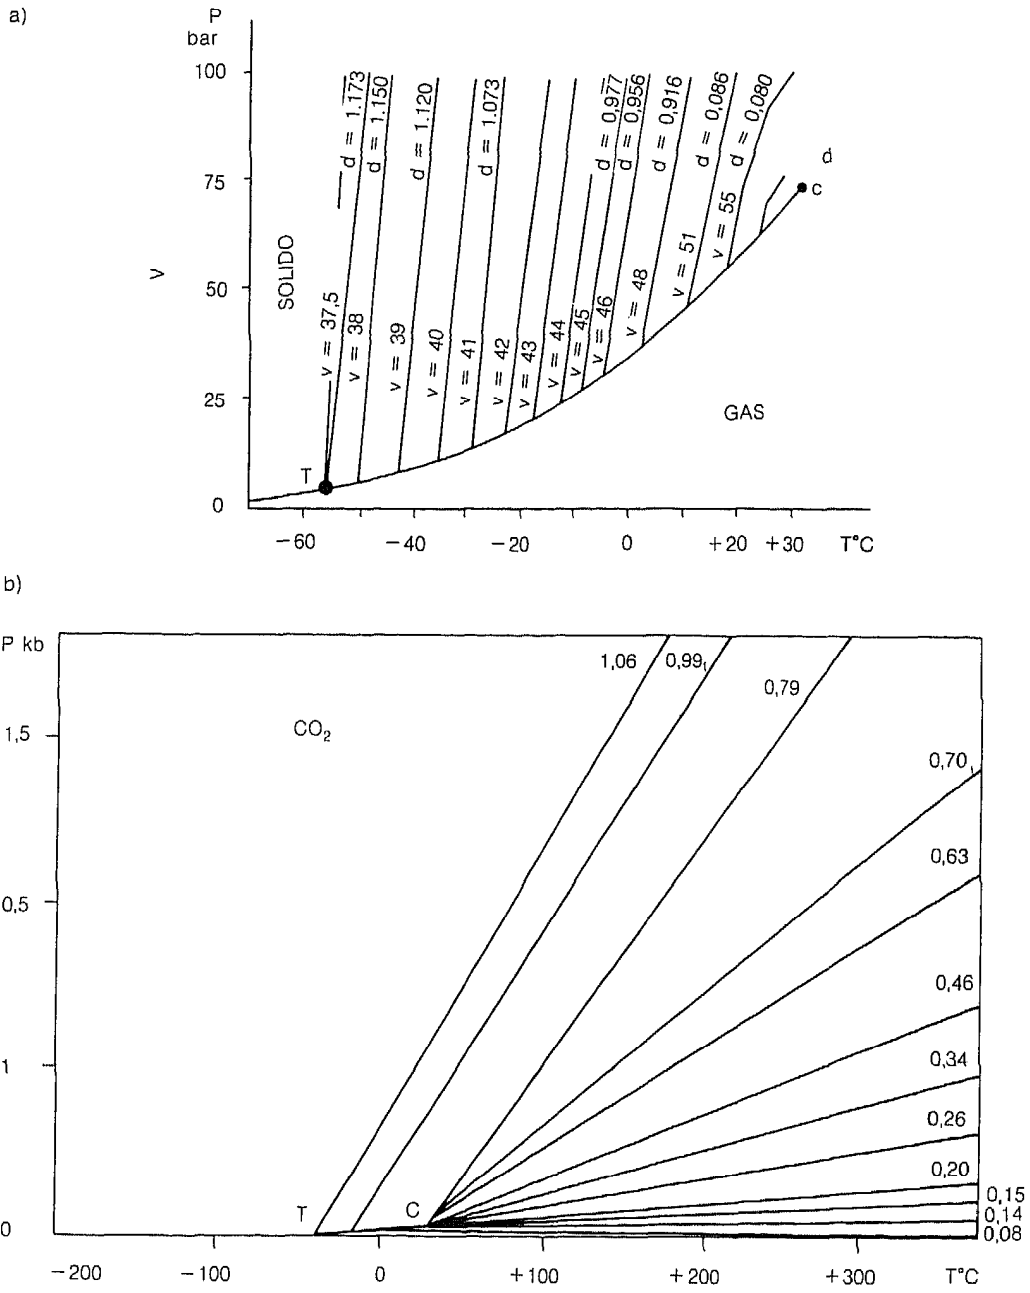 a)
P
bar
100
75
50
25
0
V
SOLIDO
d = 1.173
d = 1.150
d = 1.120
d = 1.073
d = 0,977
d = 0,956
d = 0,916
d = 0,086
d = 0,080
d
c
v = 37,5
v = 38
v = 39
v = 40
v = 41
v = 42
v = 43
v = 44
v = 45
v = 46
v = 48
v = 51
v = 55
GAS
T
−60
−40
−20
0
+20
+30
T°C
b)
P kb
1,5
0,5
1
0
CO₂
1,06
0,99
0,79
0,70
0,63
0,46
0,34
0,26
0,20
0,15
0,14
0,08
T
C
−200
−100
0
+100
+200
+300
T°C